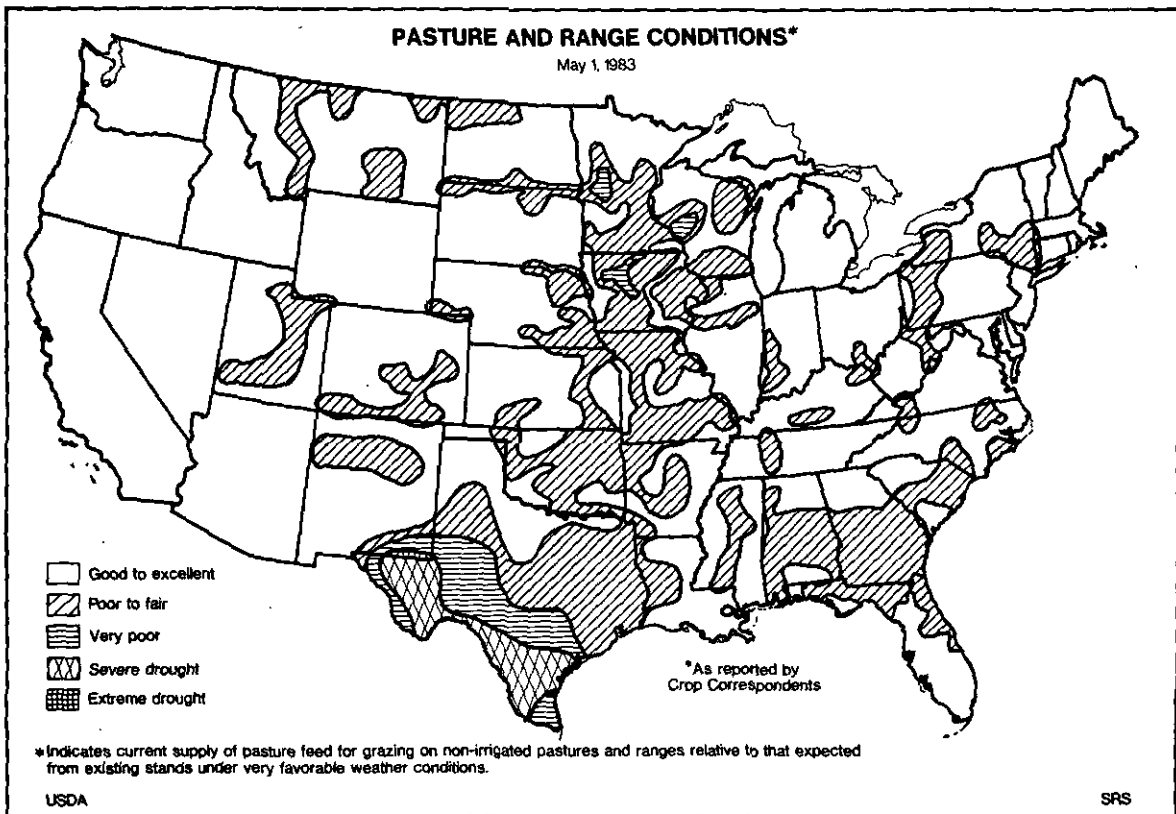 PASTURE AND RANGE CONDITIONS*
May 1, 1983
Good to excellent
Poor to fair
Very poor
Severe drought
Extreme drought
*As reported by
Crop Correspondents
*Indicates current supply of pasture feed for grazing on non-irrigated pastures and ranges relative to that expected
from existing stands under very favorable weather conditions.
USDA
SRS